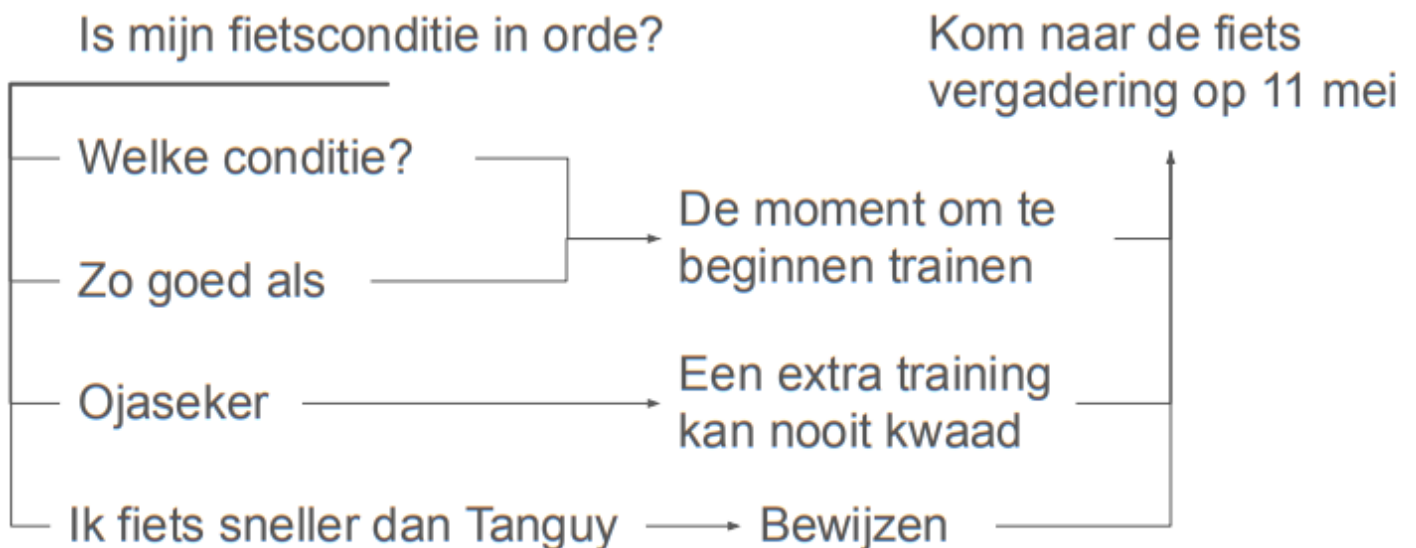 Is mijn fietsconditie in orde?
Kom naar de fiets
vergadering op 11 mei
Welke conditie?
De moment om te
beginnen trainen
Zo goed als
Een extra training
kan nooit kwaad
Ojaseker
Ik fiets sneller dan Tanguy
Bewijzen